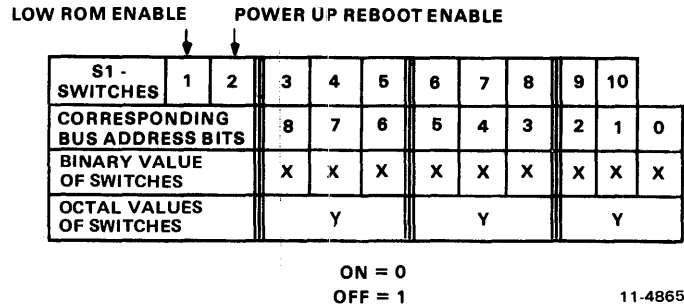 LOW ROM ENABLE POWER UP REBOOT ENABLE
S1 - SWITCHES 1 2 3 4 5 6 7 8 9 10
CORRESPONDING BUS ADDRESS BITS 8 7 6 5 4 3 2 1 0
BINARY VALUE OF SWITCHES X X X X X X X X X
OCTAL VALUES OF SWITCHES Y Y Y
ON = 0
OFF = 1
11-4865